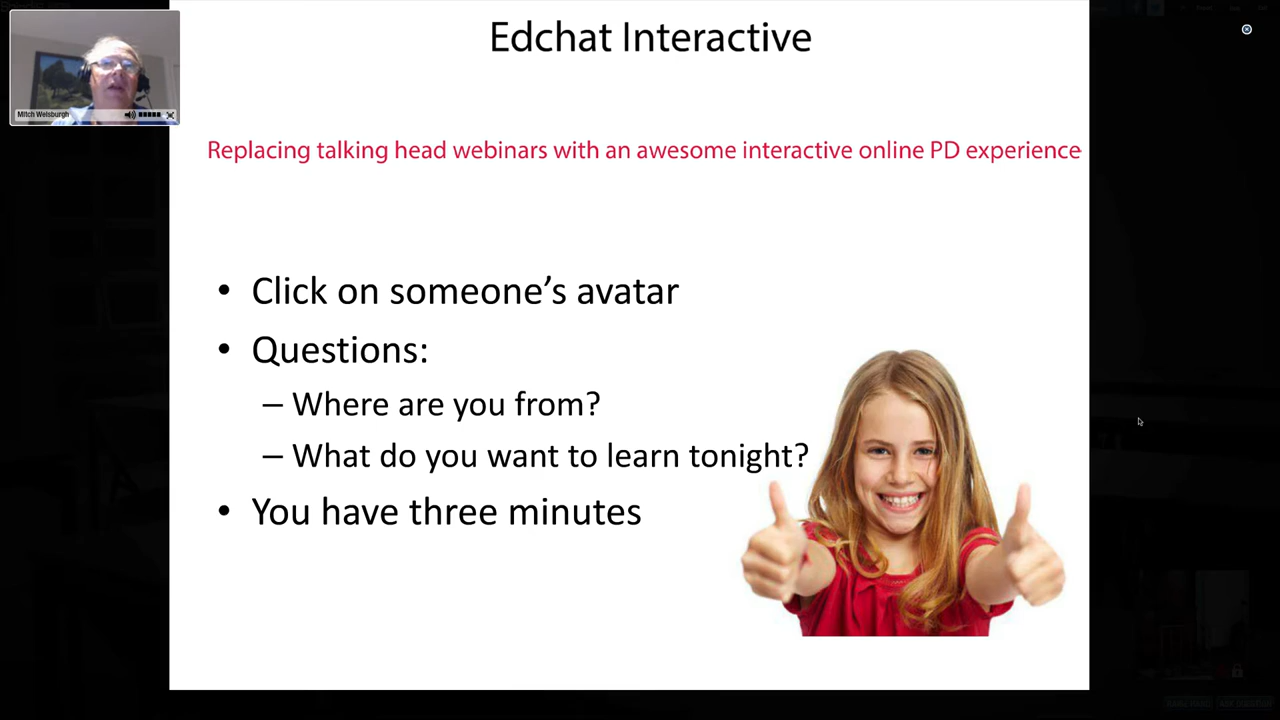 Edchat Interactive
Mitch Weisburgh
Replacing talking head webinars with an awesome interactive online PD experience
• Click on someone’s avatar
• Questions:
– Where are you from?
– What do you want to learn tonight?
• You have three minutes